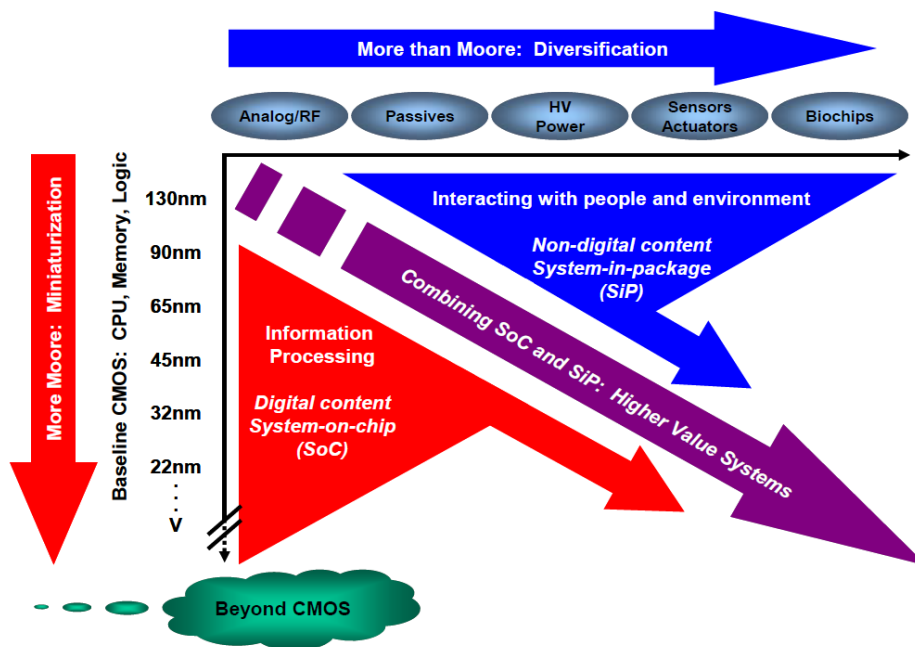 More than Moore: Diversification
Analog/RF
Passives
HV
Power
Sensors
Actuators
Biochips
More Moore: Miniaturization
Baseline CMOS: CPU, Memory, Logic
130nm
90nm
65nm
45nm
32nm
22nm
.
.
.
V
Interacting with people and environment
Non-digital content
System-in-package
(SiP)
Combining SoC and SiP: Higher Value Systems
Information
Processing
Digital content
System-on-chip
(SoC)
Beyond CMOS